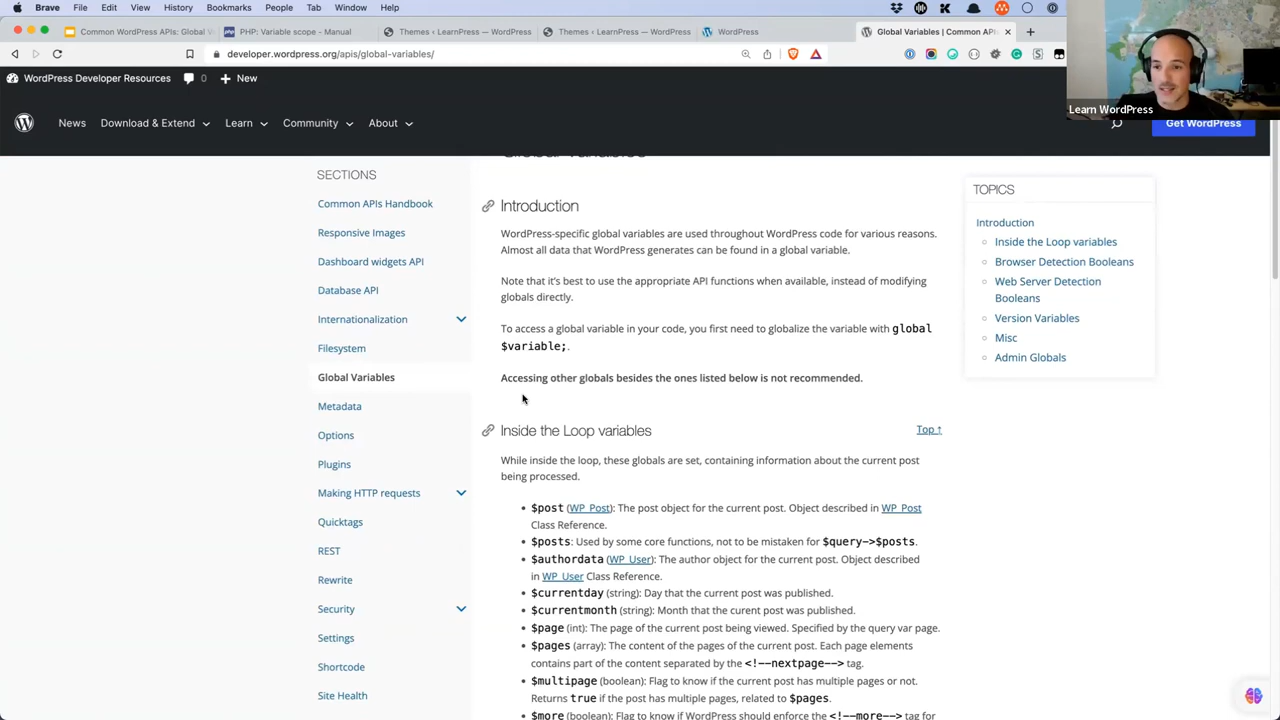 Brave File Edit View History Bookmarks People Tab Window Help
Common WordPress APIs: Global V
PHP: Variable scope - Manual
Themes ‹ LearnPress — WordPress
Themes ‹ LearnPress — WordPress
WordPress
Global Variables | Common API
developer.wordpress.org/apis/global-variables/
WordPress Developer Resources 0 New
Learn WordPress
News Download & Extend Learn Community About
Get WordPress
Global Variables
SECTIONS
Common APIs Handbook
Responsive Images
Dashboard widgets API
Database API
Internationalization
Filesystem
Global Variables
Metadata
Options
Plugins
Making HTTP requests
Quicktags
REST
Rewrite
Security
Settings
Shortcode
Site Health
Introduction
WordPress-specific global variables are used throughout WordPress code for various reasons.
Almost all data that WordPress generates can be found in a global variable.
Note that it's best to use the appropriate API functions when available, instead of modifying
globals directly.
To access a global variable in your code, you first need to globalize the variable with global
$variable;.
Accessing other globals besides the ones listed below is not recommended.
Inside the Loop variables
Top ↑
While inside the loop, these globals are set, containing information about the current post
being processed.
• $post (WP_Post): The post object for the current post. Object described in WP_Post
Class Reference.
• $posts: Used by some core functions, not to be mistaken for $query->$posts.
• $authordata (WP_User): The author object for the current post. Object described
in WP_User Class Reference.
• $currentday (string): Day that the current post was published.
• $currentmonth (string): Month that the curent post was published.
• $page (int): The page of the current post being viewed. Specified by the query var page.
• $pages (array): The content of the pages of the current post. Each page elements
contains part of the content separated by the <!--nextpage--> tag.
• $multipage (boolean): Flag to know if the current post has multiple pages or not.
Returns true if the post has multiple pages, related to $pages.
• $more (boolean): Flag to know if WordPress should enforce the <!--more--> tag for
TOPICS
Introduction
Inside the Loop variables
Browser Detection Booleans
Web Server Detection
Booleans
Version Variables
Misc
Admin Globals